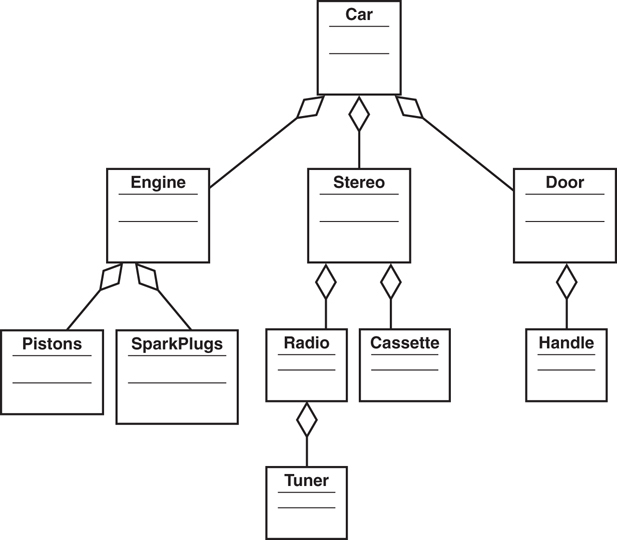 Car
Engine
Stereo
Door
Pistons
SparkPlugs
Radio
Cassette
Handle
Tuner